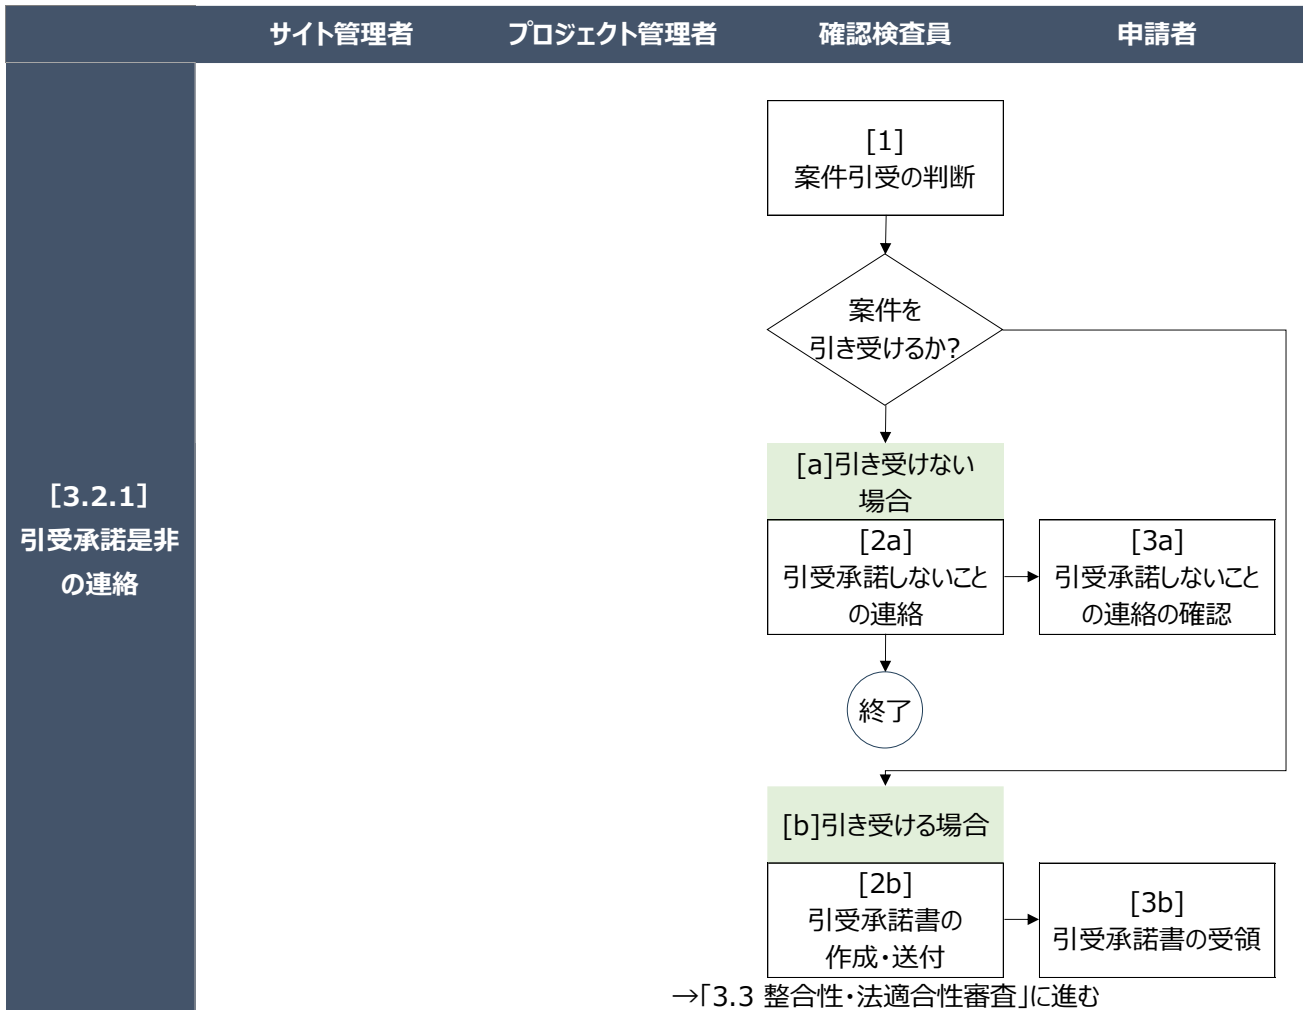 サイト管理者
プロジェクト管理者
確認検査員
申請者
[3.2.1]
引受承諾是非
の連絡
[1]
案件引受の判断
案件を
引き受けるか?
[a]引き受けない
場合
[2a]
引受承諾しないこと
の連絡
[3a]
引受承諾しないこと
の連絡の確認
終了
[b]引き受ける場合
[2b]
引受承諾書の
作成・送付
[3b]
引受承諾書の受領
→「3.3 整合性・法適合性審査」に進む